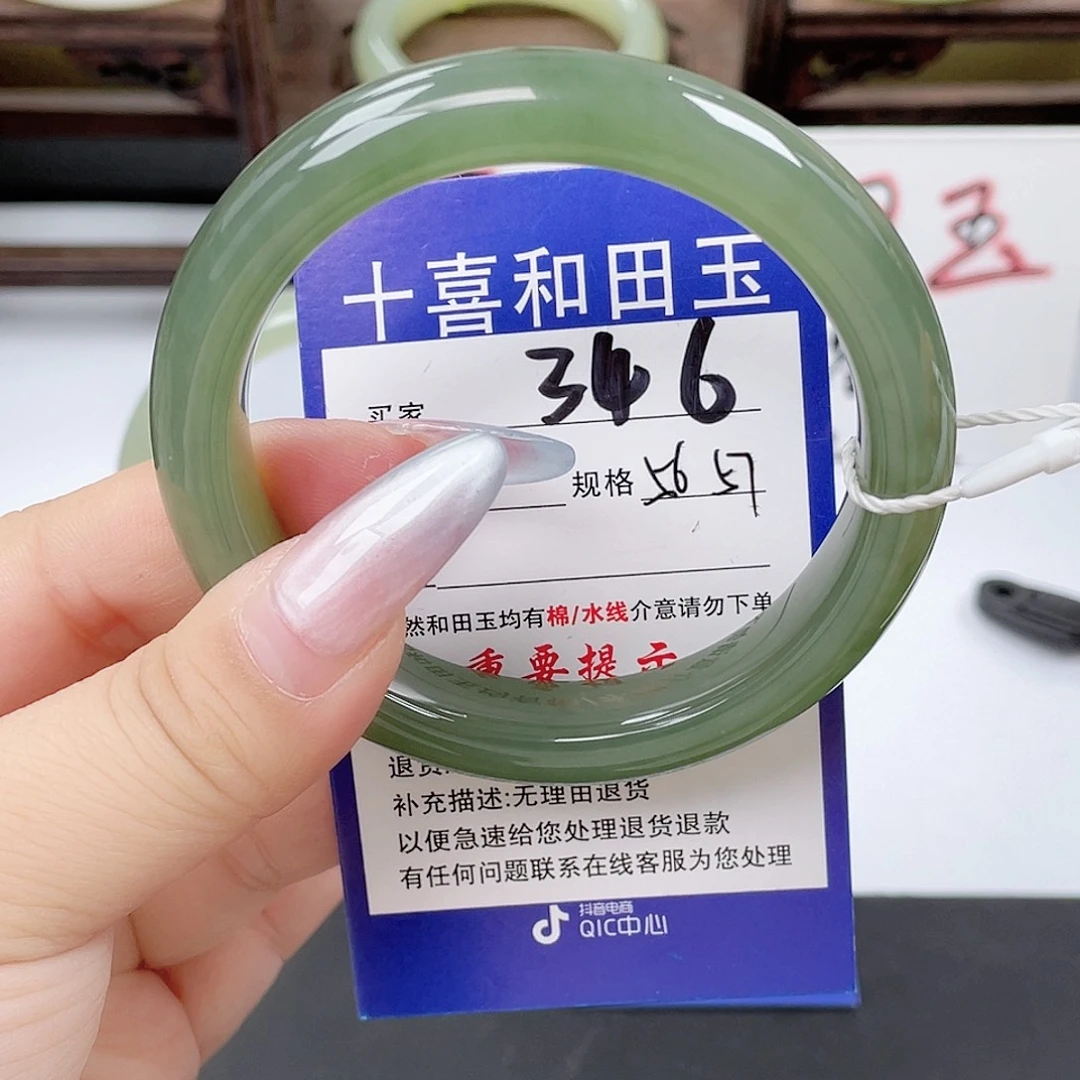 十喜和田玉
买家 346
规格 56 57
然和田玉均有棉/水线介意请勿下单
重要提示
退货:
补充描述:无理由退货
以便急速给您处理退货退款
有任何问题联系在线客服为您处理
抖音电商
QIC中心
玉